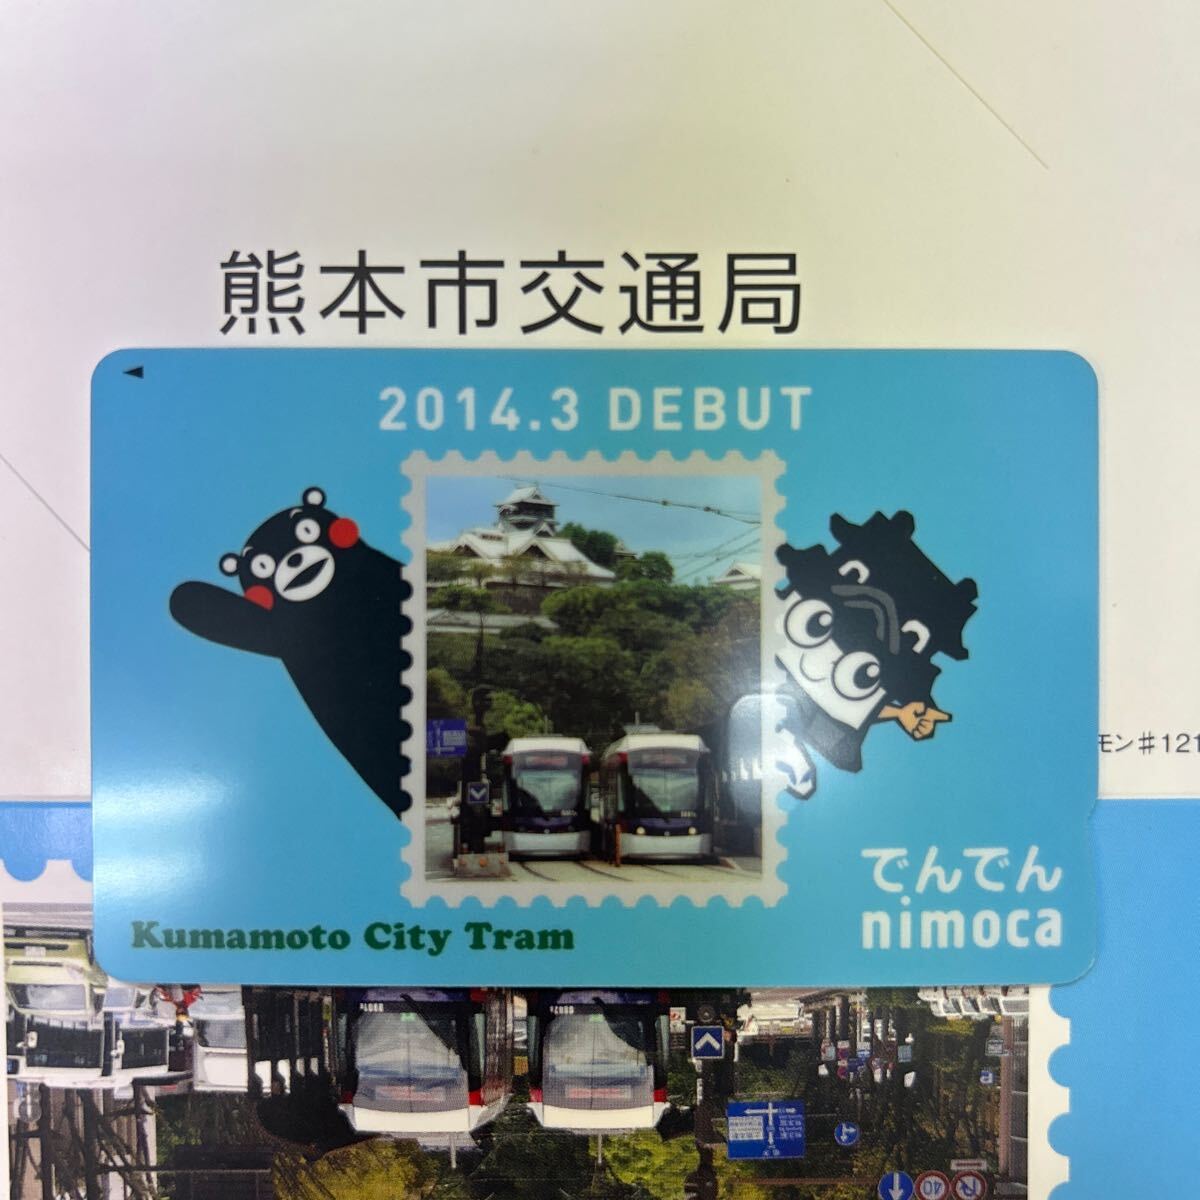 熊本市交通局
2014.3 DEBUT
モン#121
でんでん
nimoca
Kumamoto City Tram
40